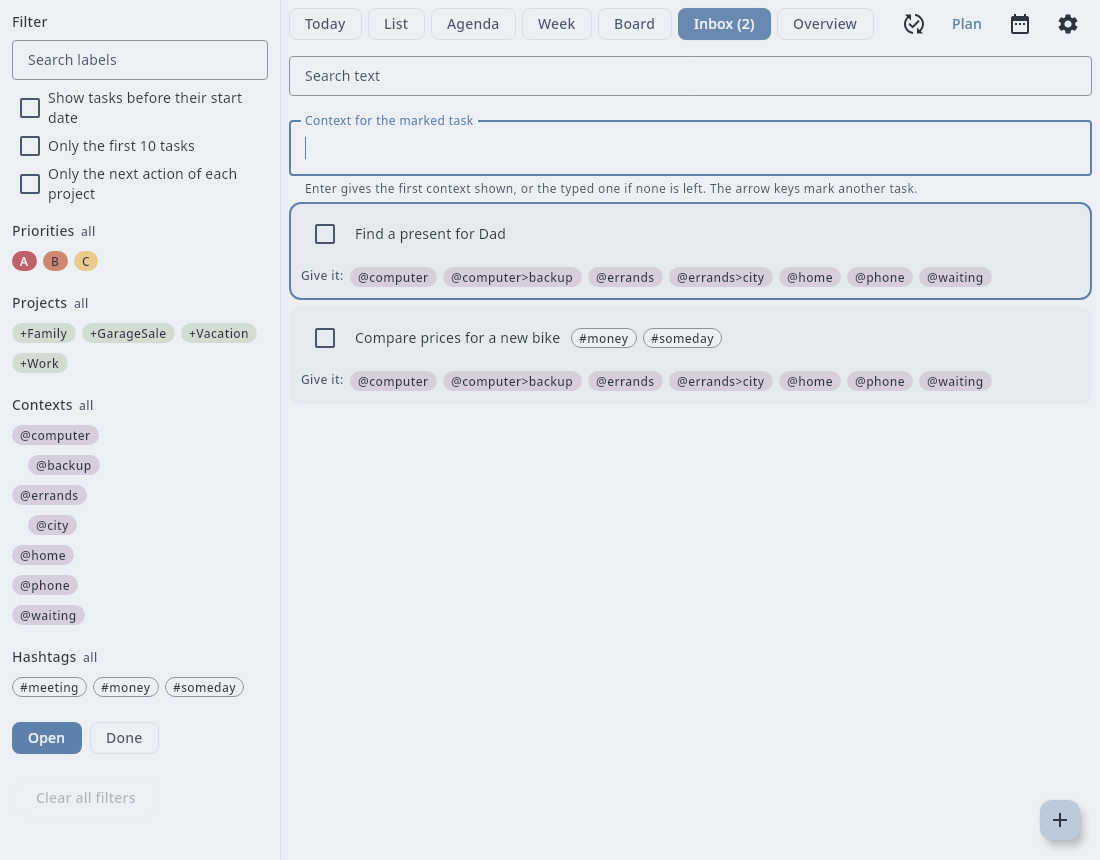 Filter
Search labels
Show tasks before their start
date
Only the first 10 tasks
Only the next action of each
project
Priorities all
A B C
Projects all
+Family +GarageSale +Vacation
+Work
Contexts all
@computer
@backup
@errands
@city
@home
@phone
@waiting
Hashtags all
#meeting #money #someday
Open Done
Clear all filters
Today List Agenda Week Board Inbox (2) Overview Plan
Search text
Context for the marked task
Enter gives the first context shown, or the typed one if none is left. The arrow keys mark another task.
Find a present for Dad
Give it: @computer @computer>backup @errands @errands>city @home @phone @waiting
Compare prices for a new bike #money #someday
Give it: @computer @computer>backup @errands @errands>city @home @phone @waiting